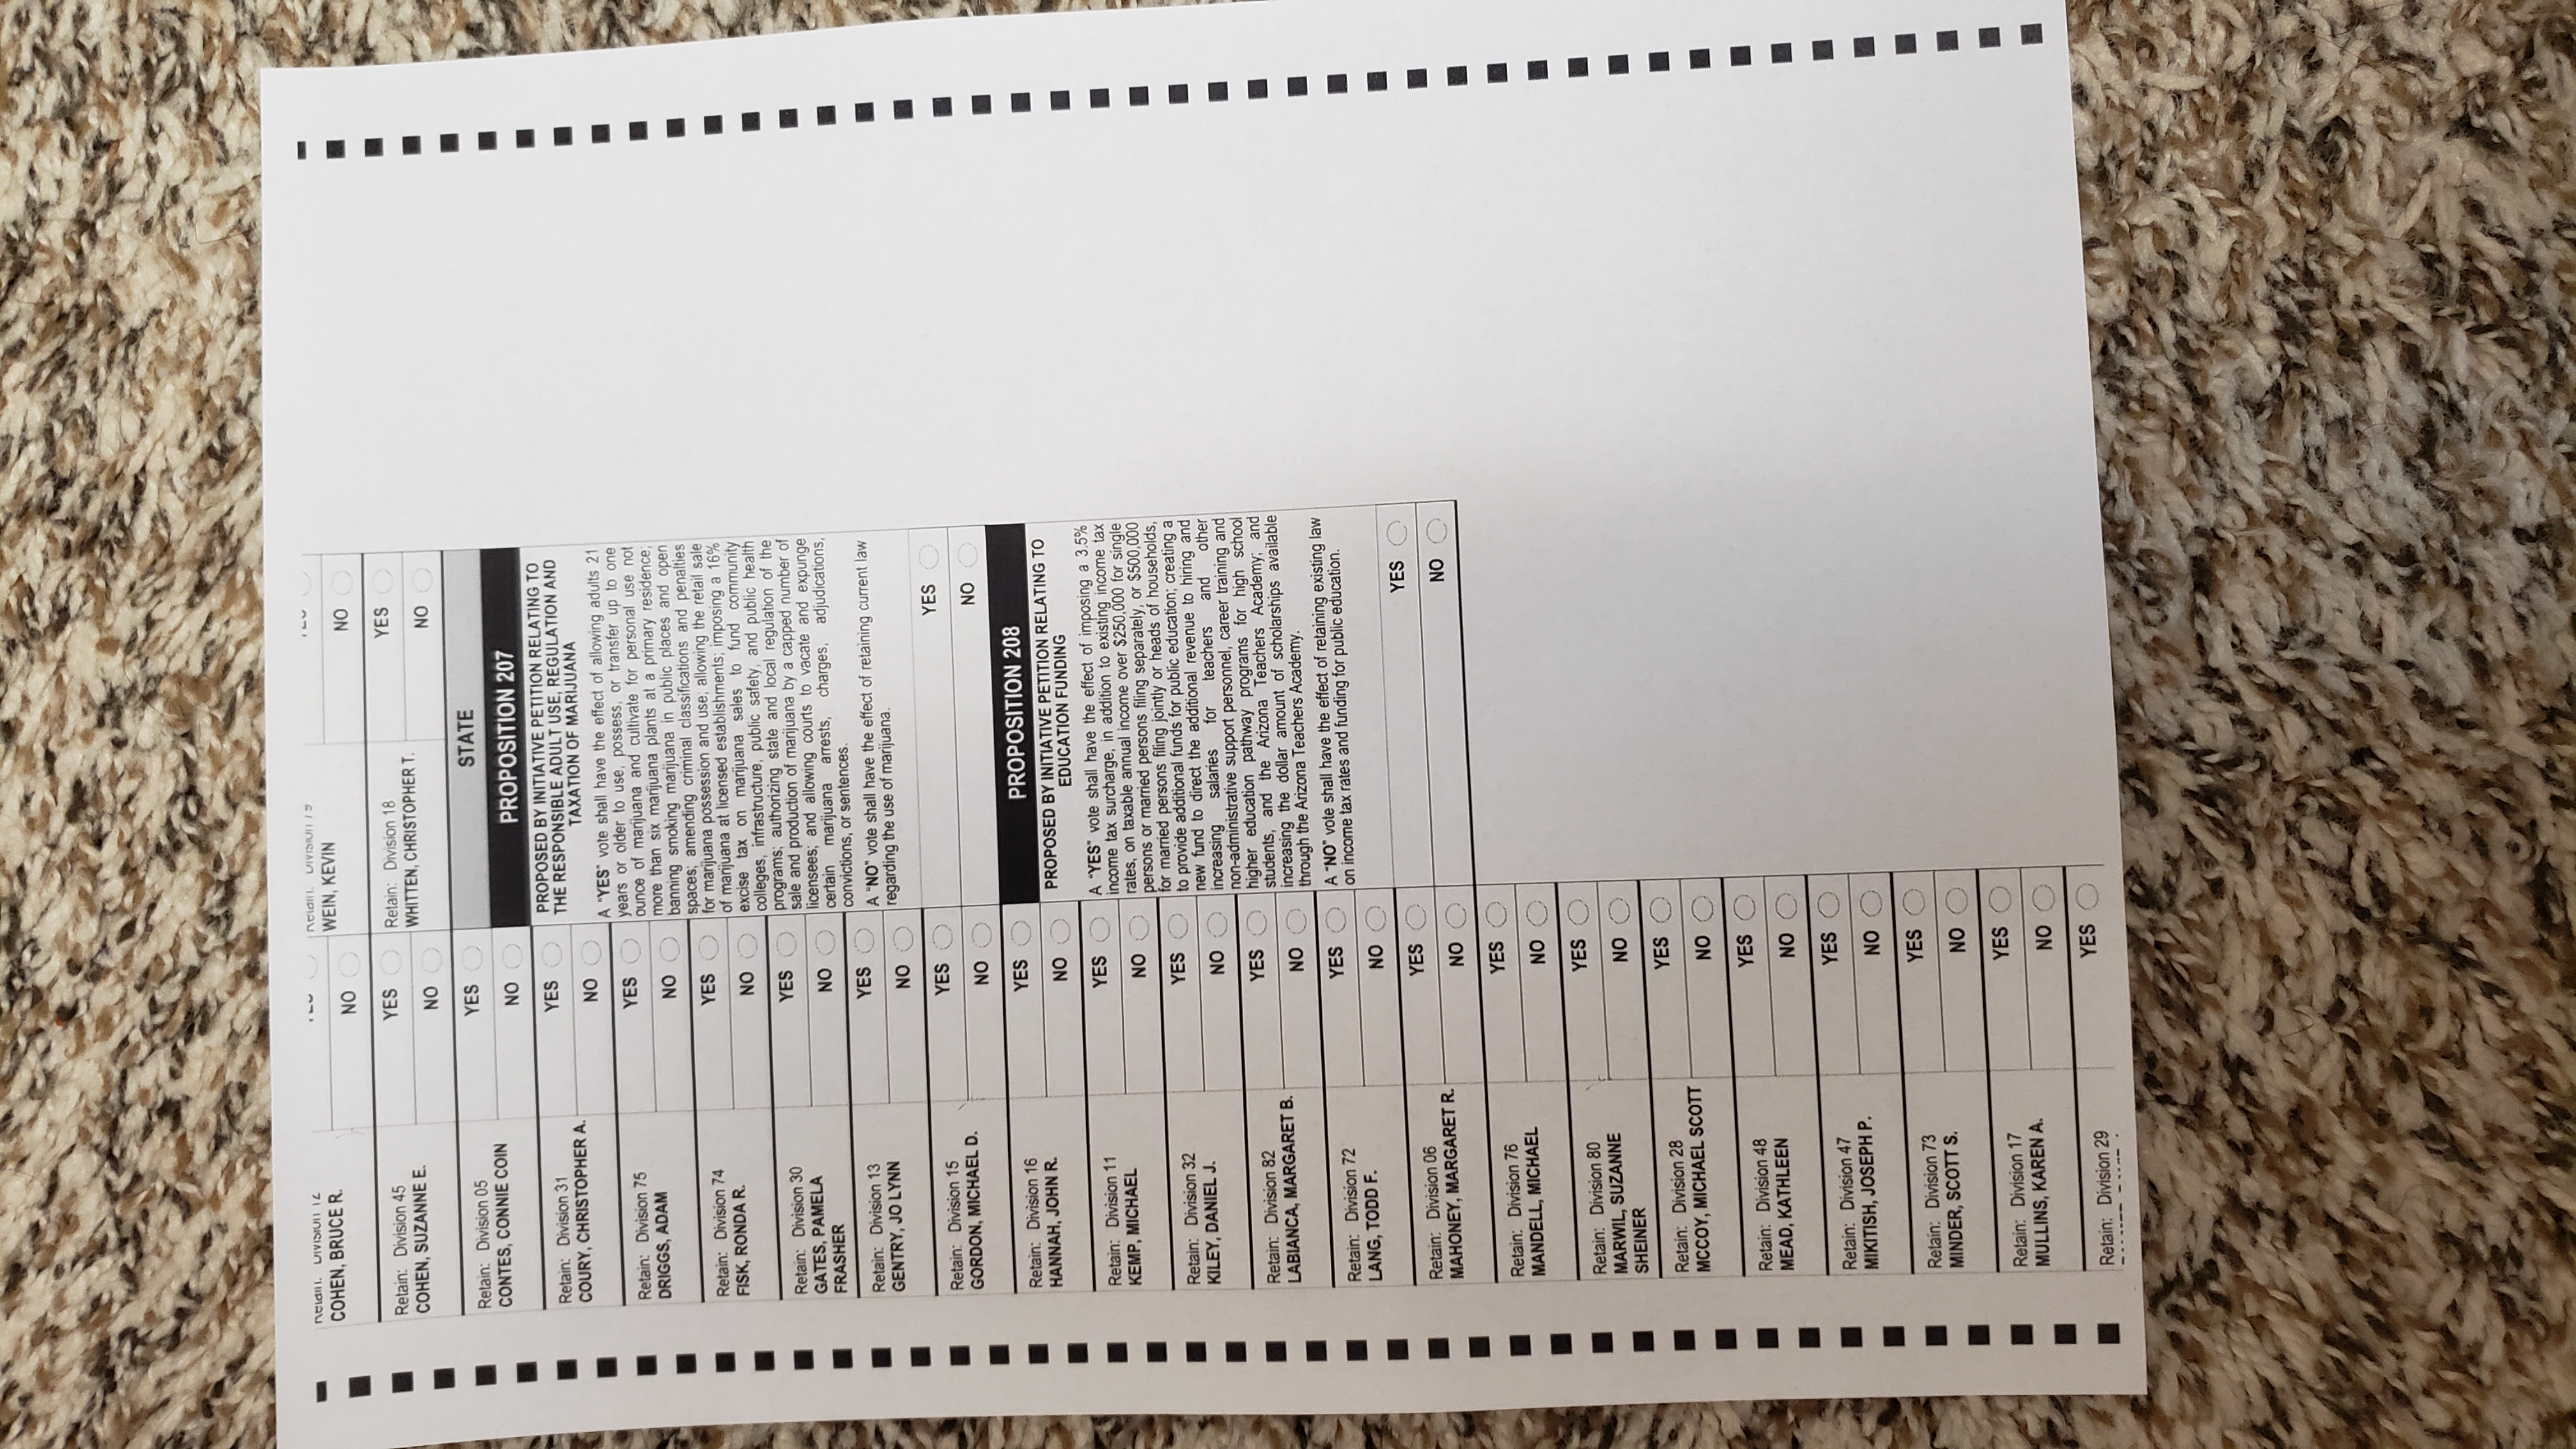 Retain: Division 12
COHEN, BRUCE R.
YES
NO
Retain: Division 45
COHEN, SUZANNE E.
YES
NO
Retain: Division 05
CONTES, CONNIE COIN
YES
NO
Retain: Division 31
COURY, CHRISTOPHER A.
YES
NO
Retain: Division 75
DRIGGS, ADAM
YES
NO
Retain: Division 74
FISK, RONDA R.
YES
NO
Retain: Division 30
GATES, PAMELA
FRASHER
YES
NO
Retain: Division 13
GENTRY, JO LYNN
YES
NO
Retain: Division 15
GORDON, MICHAEL D.
YES
NO
Retain: Division 16
HANNAH, JOHN R.
YES
NO
Retain: Division 11
KEMP, MICHAEL
YES
NO
Retain: Division 32
KILEY, DANIEL J.
YES
NO
Retain: Division 82
LABIANCA, MARGARET B.
YES
NO
Retain: Division 72
LANG, TODD F.
YES
NO
Retain: Division 06
MAHONEY, MARGARET R.
YES
NO
Retain: Division 76
MANDELL, MICHAEL
YES
NO
Retain: Division 80
MARWIL, SUZANNE
SHEINER
YES
NO
Retain: Division 28
MCCOY, MICHAEL SCOTT
YES
NO
Retain: Division 48
MEAD, KATHLEEN
YES
NO
Retain: Division 47
MIKITISH, JOSEPH P.
YES
NO
Retain: Division 73
MINDER, SCOTT S.
YES
NO
Retain: Division 17
MULLINS, KAREN A.
YES
NO
Retain: Division 29
YES
Retain: Division 79
WEIN, KEVIN
YES
NO
Retain: Division 18
WHITTEN, CHRISTOPHER T.
YES
NO
STATE
PROPOSITION 207
PROPOSED BY INITIATIVE PETITION RELATING TO
THE RESPONSIBLE ADULT USE, REGULATION AND
TAXATION OF MARIJUANA
A "YES" vote shall have the effect of allowing adults 21
years or older to use, possess, or transfer up to one
ounce of marijuana and cultivate for personal use not
more than six marijuana plants at a primary residence;
banning smoking marijuana in public places and open
spaces; amending criminal classifications and penalties
for marijuana possession and use; allowing the retail sale
of marijuana at licensed establishments; imposing a 16%
excise tax on marijuana sales to fund community
colleges, infrastructure, public safety, and public health
programs; authorizing state and local regulation of the
sale and production of marijuana by a capped number of
licensees; and allowing courts to vacate and expunge
certain marijuana arrests, charges, adjudications,
convictions, or sentences.
A "NO" vote shall have the effect of retaining current law
regarding the use of marijuana.
YES
NO
PROPOSITION 208
PROPOSED BY INITIATIVE PETITION RELATING TO
EDUCATION FUNDING
A "YES" vote shall have the effect of imposing a 3.5%
income tax surcharge, in addition to existing income tax
rates, on taxable annual income over $250,000 for single
persons or married persons filing separately, or $500,000
for married persons filing jointly or heads of households,
to provide additional funds for public education; creating a
new fund to direct the additional revenue to hiring and
increasing salaries for teachers and other
non-administrative support personnel, career training and
higher education pathway programs for high school
students, and the Arizona Teachers Academy; and
increasing the dollar amount of scholarships available
through the Arizona Teachers Academy.
A "NO" vote shall have the effect of retaining existing law
on income tax rates and funding for public education.
YES
NO